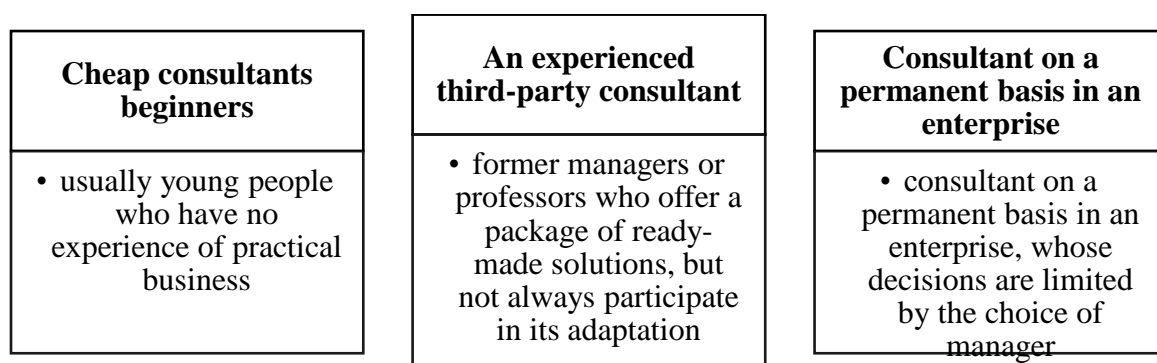 Cheap consultants
beginners
• usually young people
who have no
experience of practical
business
An experienced
third-party consultant
• former managers or
professors who offer a
package of ready-
made solutions, but
not always participate
in its adaptation
Consultant on a
permanent basis in an
enterprise
• consultant on a
permanent basis in an
enterprise, whose
decisions are limited
by the choice of
manager